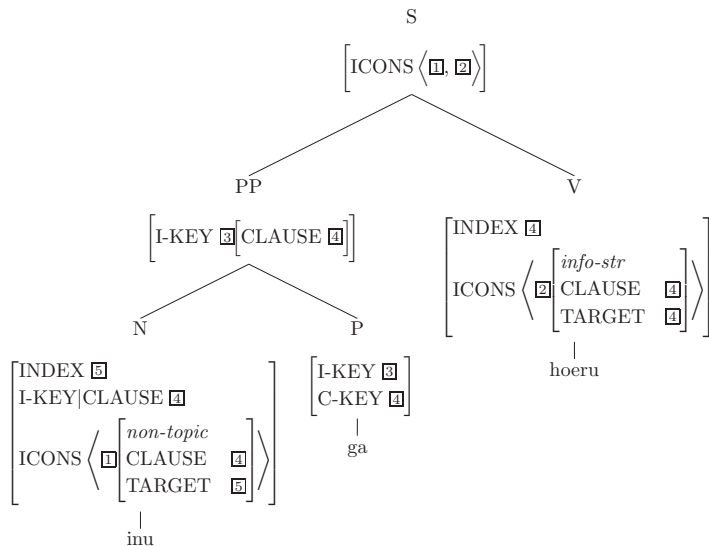 S
[ICONS ⟨1, 2⟩]
PP
V
[I-KEY 3[CLAUSE 4]]
INDEX 4
ICONS ⟨2[info-str
CLAUSE 4
TARGET 4]⟩
hoeru
N
P
INDEX 5
I-KEY|CLAUSE 4
ICONS ⟨1[non-topic
CLAUSE 4
TARGET 5]⟩
inu
I-KEY 3
C-KEY 4
ga